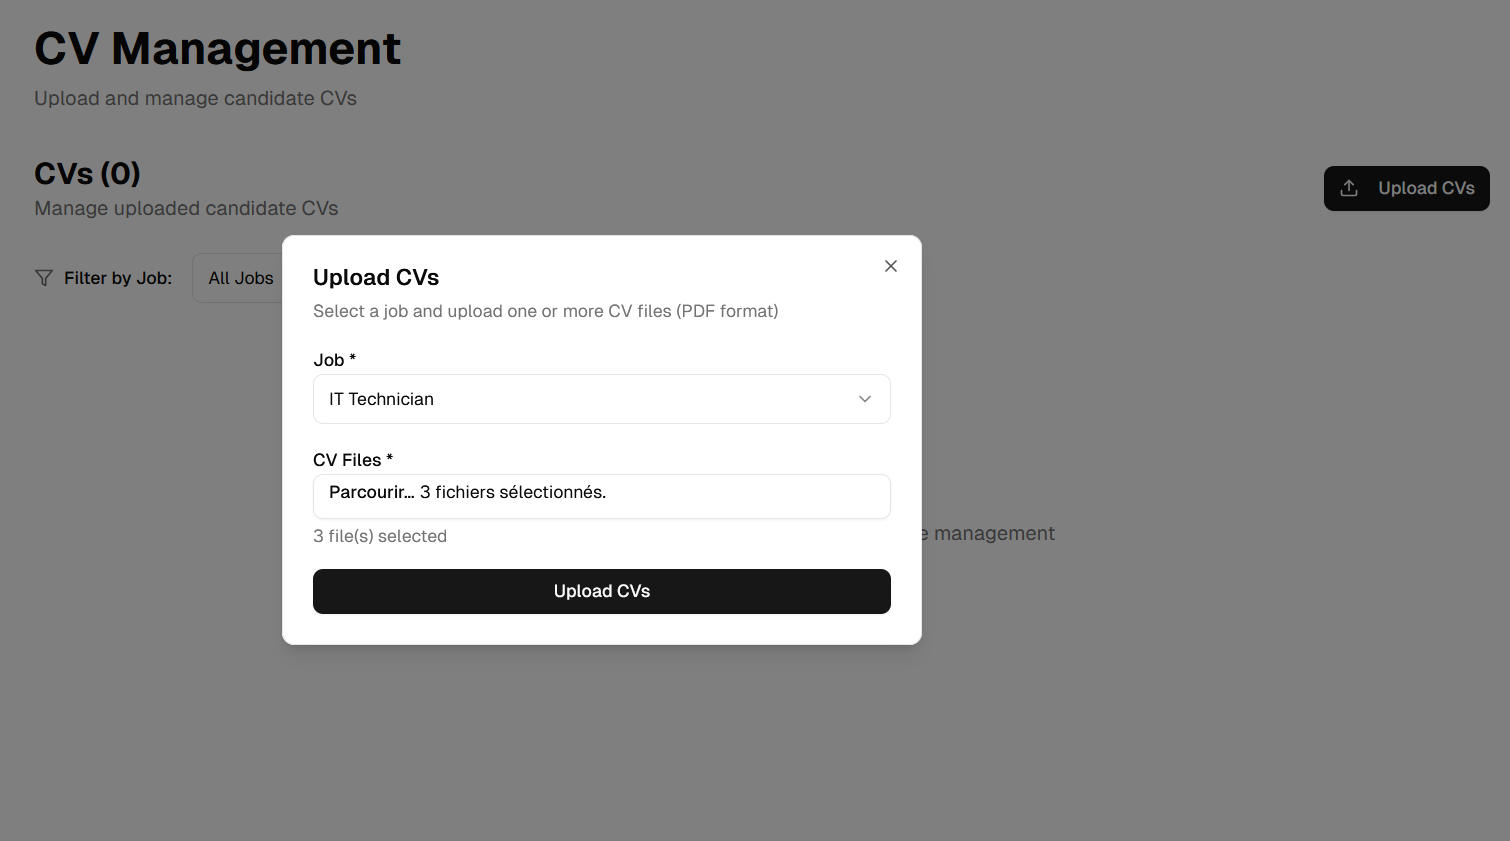 CV Management
Upload and manage candidate CVs
CVs (0)
Manage uploaded candidate CVs
Upload CVs
Filter by Job:
All Jobs
Upload CVs
Select a job and upload one or more CV files (PDF format)
Job *
IT Technician
CV Files *
Parcourir... 3 fichiers sélectionnés.
3 file(s) selected
management
Upload CVs